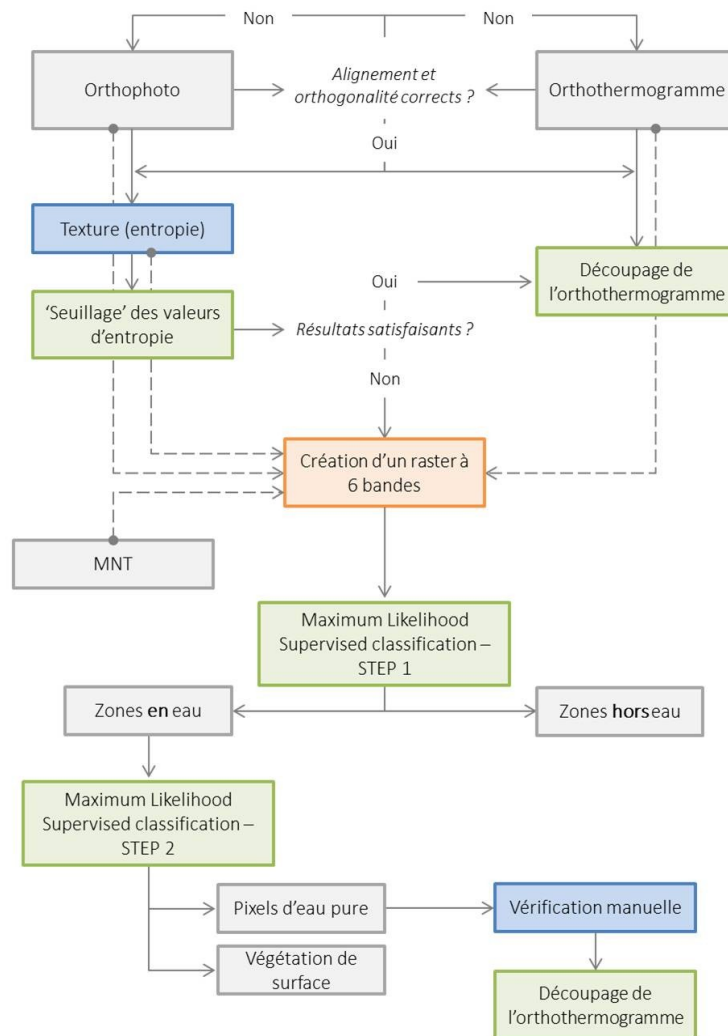 Non
Non
Orthophoto
Alignement et
orthogonalité corrects ?
Orthothermogramme
Oui
Texture (entropie)
Découpage de
l'orthothermogramme
Oui
'Seuillage' des valeurs
d'entropie
Résultats satisfaisants ?
Non
Création d'un raster à
6 bandes
MNT
Maximum Likelihood
Supervised classification –
STEP 1
Zones en eau
Zones hors eau
Maximum Likelihood
Supervised classification –
STEP 2
Pixels d'eau pure
Vérification manuelle
Végétation de
surface
Découpage de
l'orthothermogramme